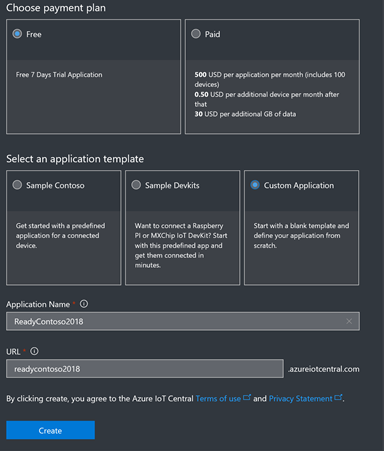 Choose payment plan
Free
Paid
Free 7 Days Trial Application
500 USD per application per month (includes 100
devices)
0.50 USD per additional device per month after
that
30 USD per additional GB of data
Select an application template
Sample Contoso
Sample Devkits
Custom Application
Get started with a predefined
application for a connected
device.
Want to connect a Raspberry
PI or MXChip IoT DevKit? Start
with this predefined app and
get them connected in
minutes.
Start with a blank template and
define your application from
scratch.
Application Name *
ReadyContoso2018
URL *
readycontoso2018
.azureiotcentral.com
By clicking create, you agree to the Azure IoT Central Terms of use and Privacy Statement.
Create